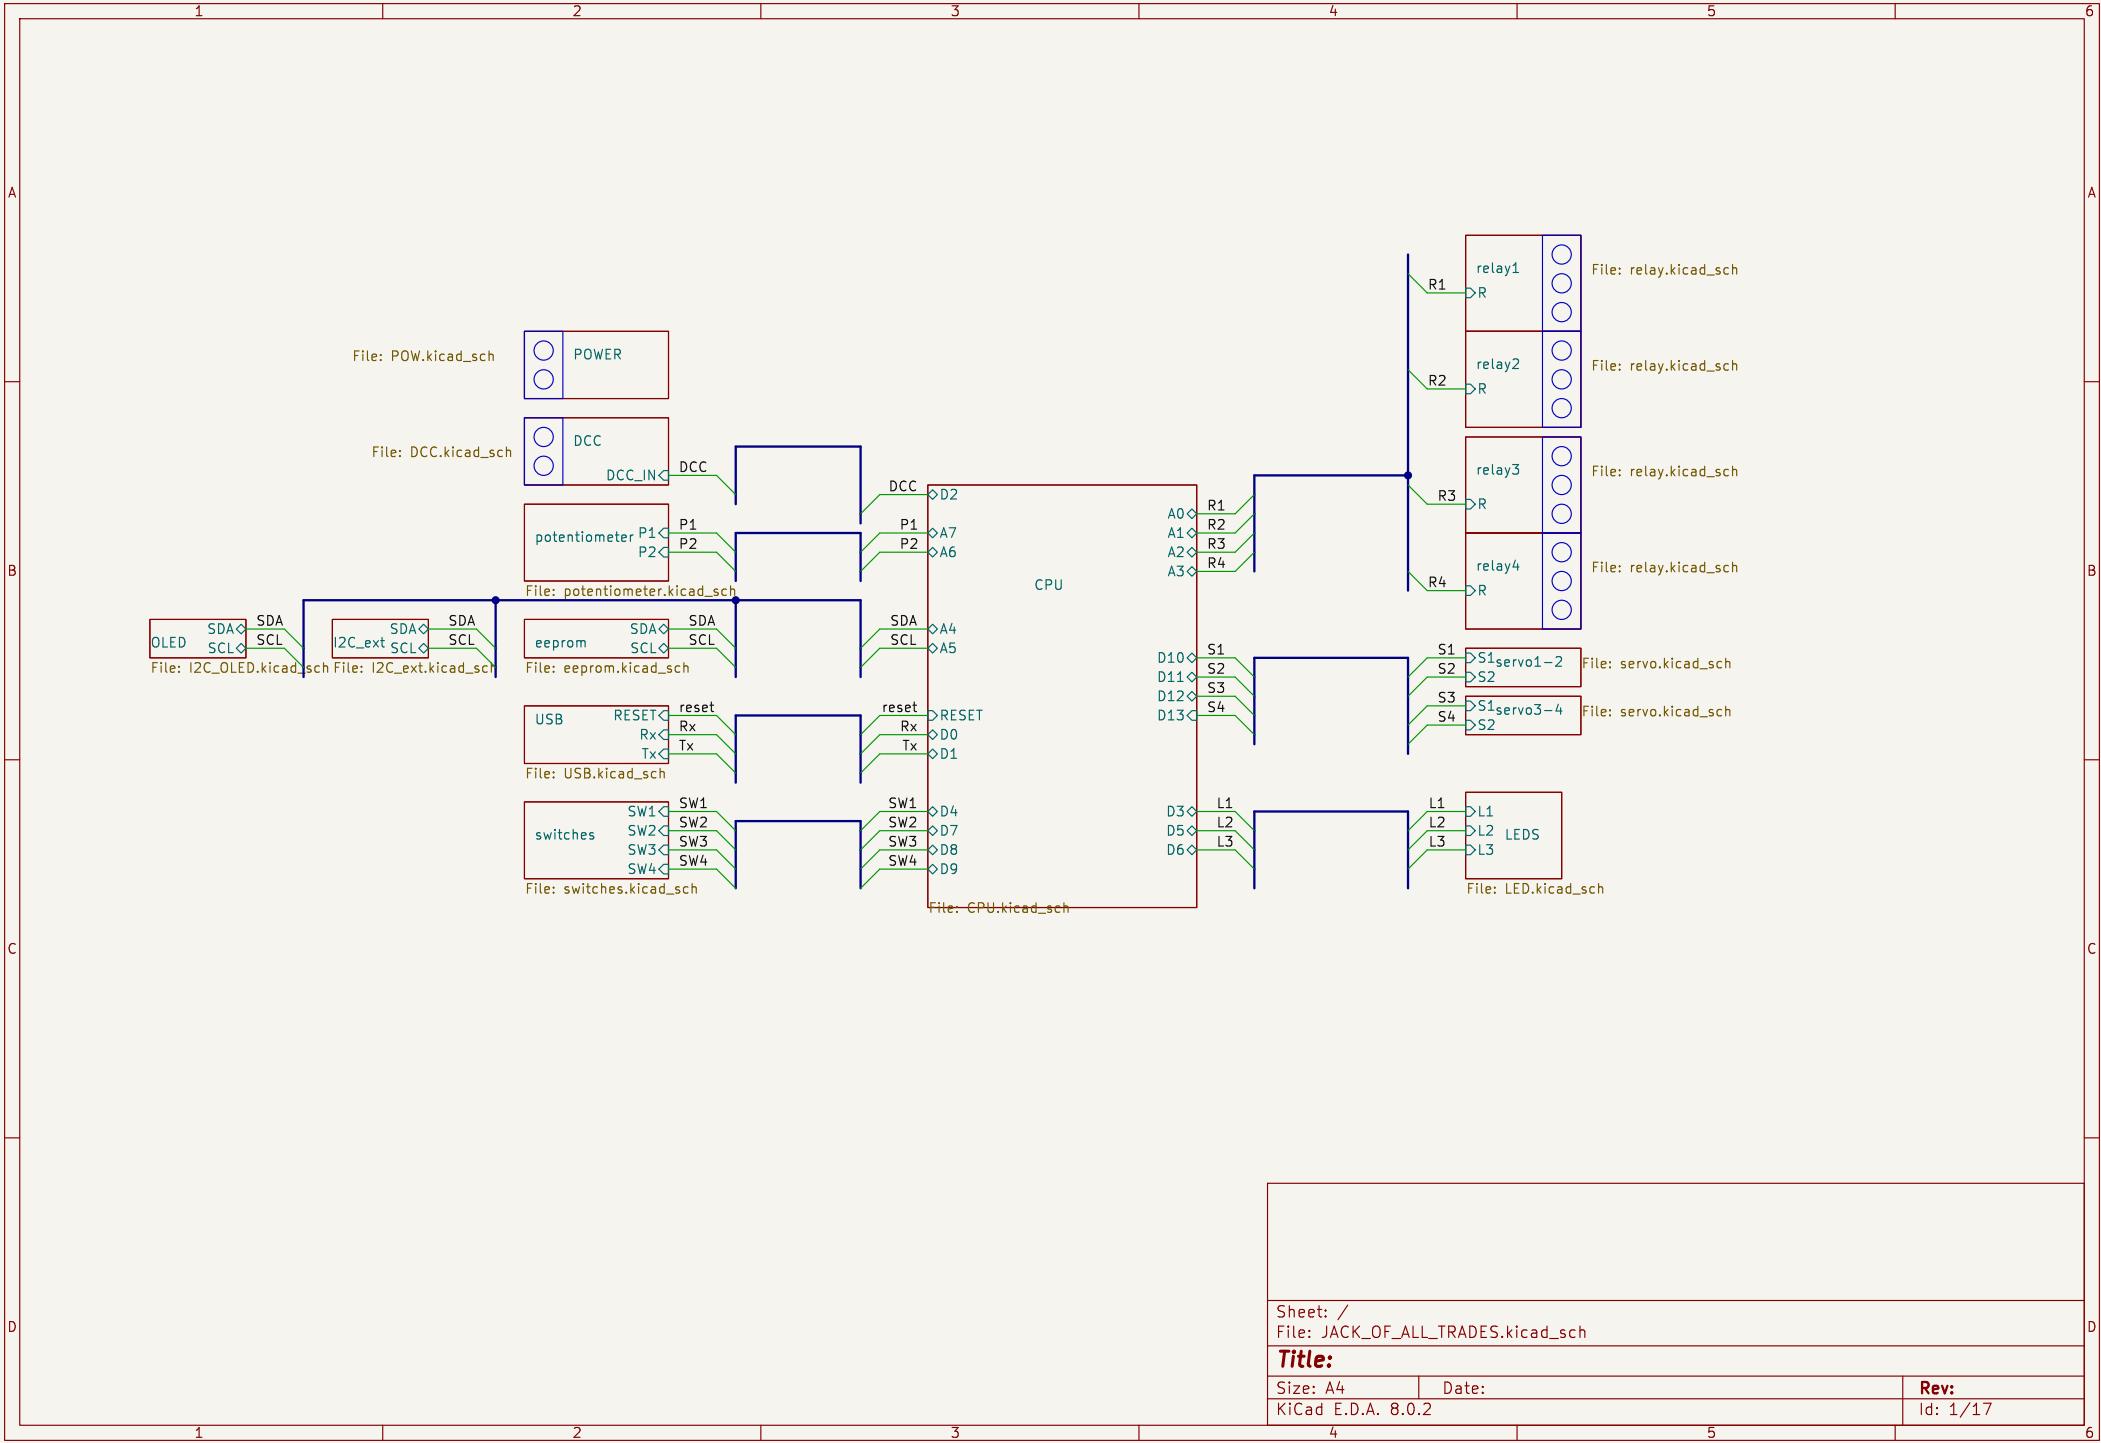 1 2 3 4 5 6
A A
B B
C C
D D
relay1
R1 R
File: relay.kicad_sch
relay2
R2 R
File: relay.kicad_sch
relay3
R3 R
File: relay.kicad_sch
relay4
R4 R
File: relay.kicad_sch
File: POW.kicad_sch
POWER
File: DCC.kicad_sch
DCC
DCC_IN DCC
potentiometer
P1 P1
P2 P2
File: potentiometer.kicad_sch
OLED
SDA SDA
SCL SCL
File: I2C_OLED.kicad_sch
I2C_ext
SDA SDA
SCL SCL
File: I2C_ext.kicad_sch
eeprom
SDA SDA
SCL SCL
File: eeprom.kicad_sch
USB
RESET reset
Rx Rx
Tx Tx
File: USB.kicad_sch
switches
SW1 SW1
SW2 SW2
SW3 SW3
SW4 SW4
File: switches.kicad_sch
CPU
DCC D2
P1 A7
P2 A6
SDA A4
SCL A5
reset RESET
Rx D0
Tx D1
SW1 D4
SW2 D7
SW3 D8
SW4 D9
A0 R1
A1 R2
A2 R3
A3 R4
D10 S1
D11 S2
D12 S3
D13 S4
D3 L1
D5 L2
D6 L3
File: CPU.kicad_sch
servo1-2
S1 S1
S2 S2
File: servo.kicad_sch
servo3-4
S3 S1
S4 S2
File: servo.kicad_sch
LEDS
L1 L1
L2 L2
L3 L3
File: LED.kicad_sch
Sheet: /
File: JACK_OF_ALL_TRADES.kicad_sch
Title:
Size: A4 Date: Rev:
KiCad E.D.A. 8.0.2 Id: 1/17
1 2 3 4 5 6